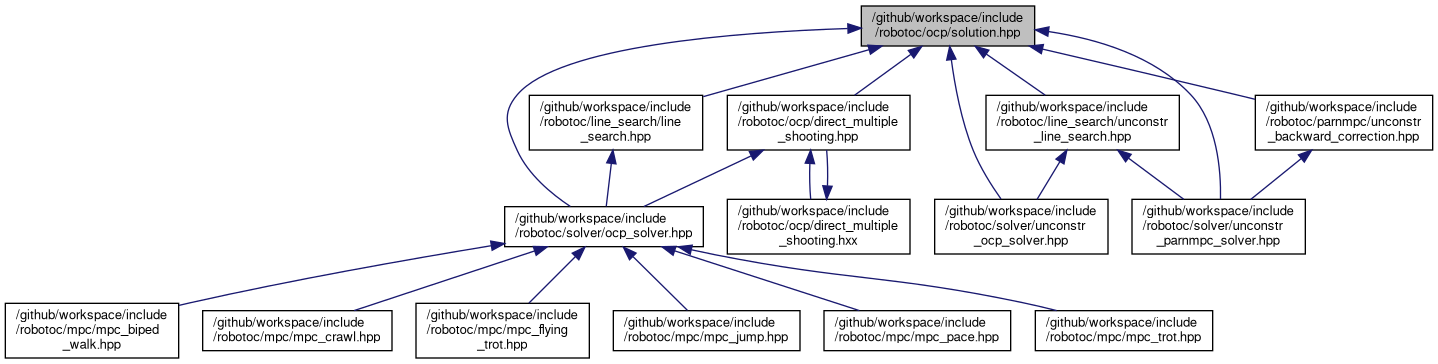 /github/workspace/include
/robotoc/ocp/solution.hpp
/github/workspace/include
/robotoc/line_search/line
_search.hpp
/github/workspace/include
/robotoc/ocp/direct_multiple
_shooting.hpp
/github/workspace/include
/robotoc/line_search/unconstr
_line_search.hpp
/github/workspace/include
/robotoc/parnmpc/unconstr
_backward_correction.hpp
/github/workspace/include
/robotoc/solver/ocp_solver.hpp
/github/workspace/include
/robotoc/ocp/direct_multiple
_shooting.hxx
/github/workspace/include
/robotoc/solver/unconstr
_ocp_solver.hpp
/github/workspace/include
/robotoc/solver/unconstr
_parnmpc_solver.hpp
/github/workspace/include
/robotoc/mpc/mpc_biped
_walk.hpp
/github/workspace/include
/robotoc/mpc/mpc_crawl.hpp
/github/workspace/include
/robotoc/mpc/mpc_flying
_trot.hpp
/github/workspace/include
/robotoc/mpc/mpc_jump.hpp
/github/workspace/include
/robotoc/mpc/mpc_pace.hpp
/github/workspace/include
/robotoc/mpc/mpc_trot.hpp